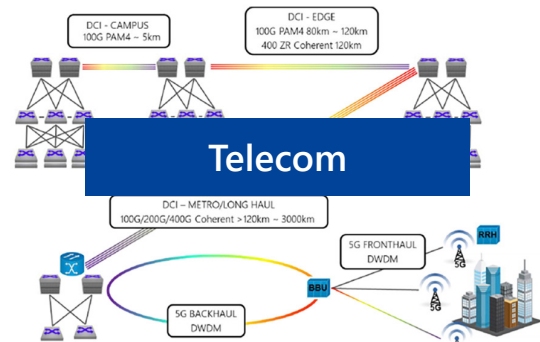 DCI - CAMPUS
100G PAM4 ~ 5km
DCI - EDGE
100G PAM4 80km ~ 120km
400 ZR Coherent 120km
Telecom
DCI – METRO/LONG HAUL
100G/200G/400G Coherent >120km ~ 3000km
5G FRONTHAUL
DWDM
RRH
5G
BBU
5G
5G BACKHAUL
DWDM